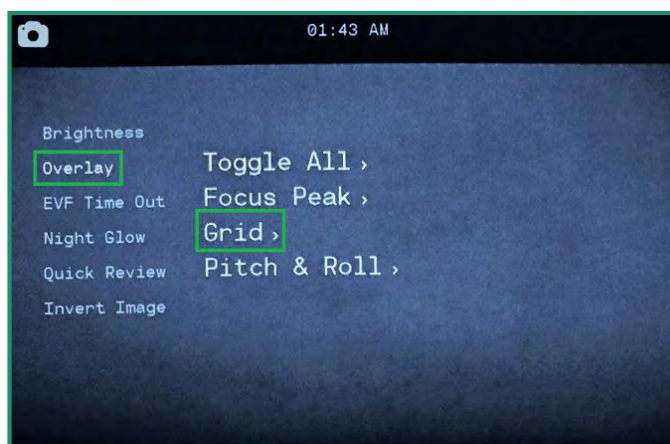 01:43 AM
Brightness
Overlay
EVF Time Out
Night Glow
Quick Review
Invert Image
Toggle All ›
Focus Peak ›
Grid ›
Pitch & Roll ›